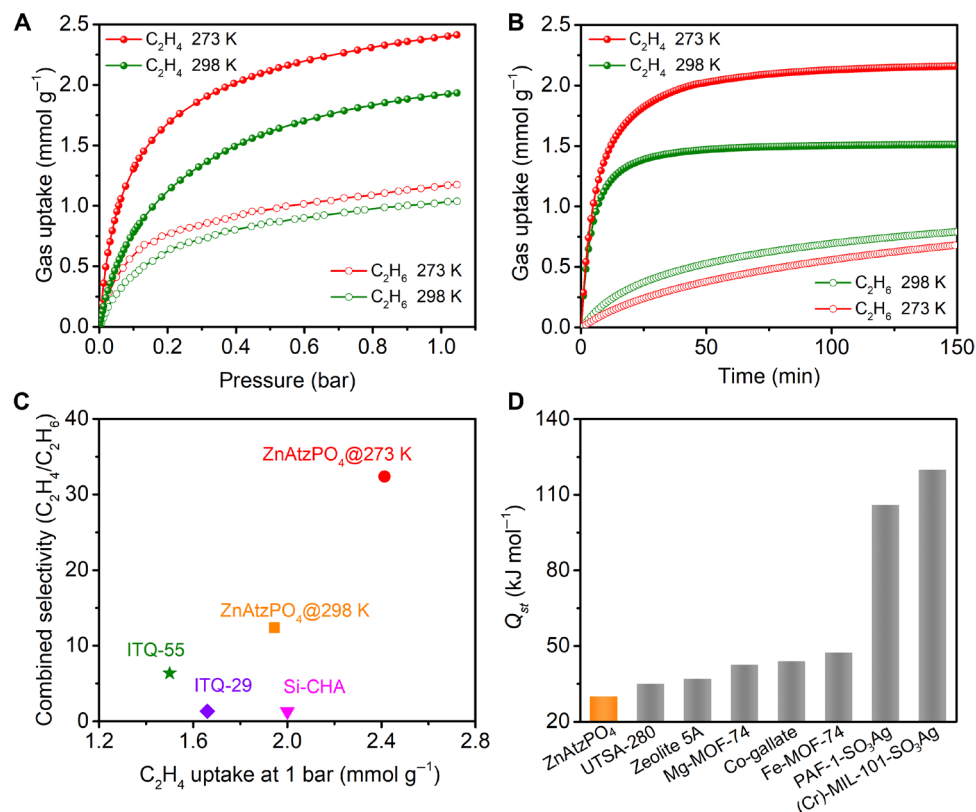 A
C₂H₄ 273 K
C₂H₄ 298 K
C₂H₆ 273 K
C₂H₆ 298 K
Gas uptake (mmol g⁻¹)
2.5
2.0
1.5
1.0
0.5
0.0
0.0 0.2 0.4 0.6 0.8 1.0
Pressure (bar)
B
C₂H₄ 273 K
C₂H₄ 298 K
C₂H₆ 298 K
C₂H₆ 273 K
Gas uptake (mmol g⁻¹)
2.5
2.0
1.5
1.0
0.5
0.0
0 50 100 150
Time (min)
C
Combined selectivity (C₂H₄/C₂H₆)
40
30
20
10
0
ZnAtzPO₄@273 K
ZnAtzPO₄@298 K
ITQ-55
ITQ-29
Si-CHA
1.2 1.6 2.0 2.4 2.8
C₂H₄ uptake at 1 bar (mmol g⁻¹)
D
Qst (kJ mol⁻¹)
140
110
80
50
20
ZnAtzPO₄
UTSA-280
Zeolite 5A
Mg-MOF-74
Co-gallate
Fe-MOF-74
PAF-1-SO₃Ag
(Cr)-MIL-101-SO₃Ag